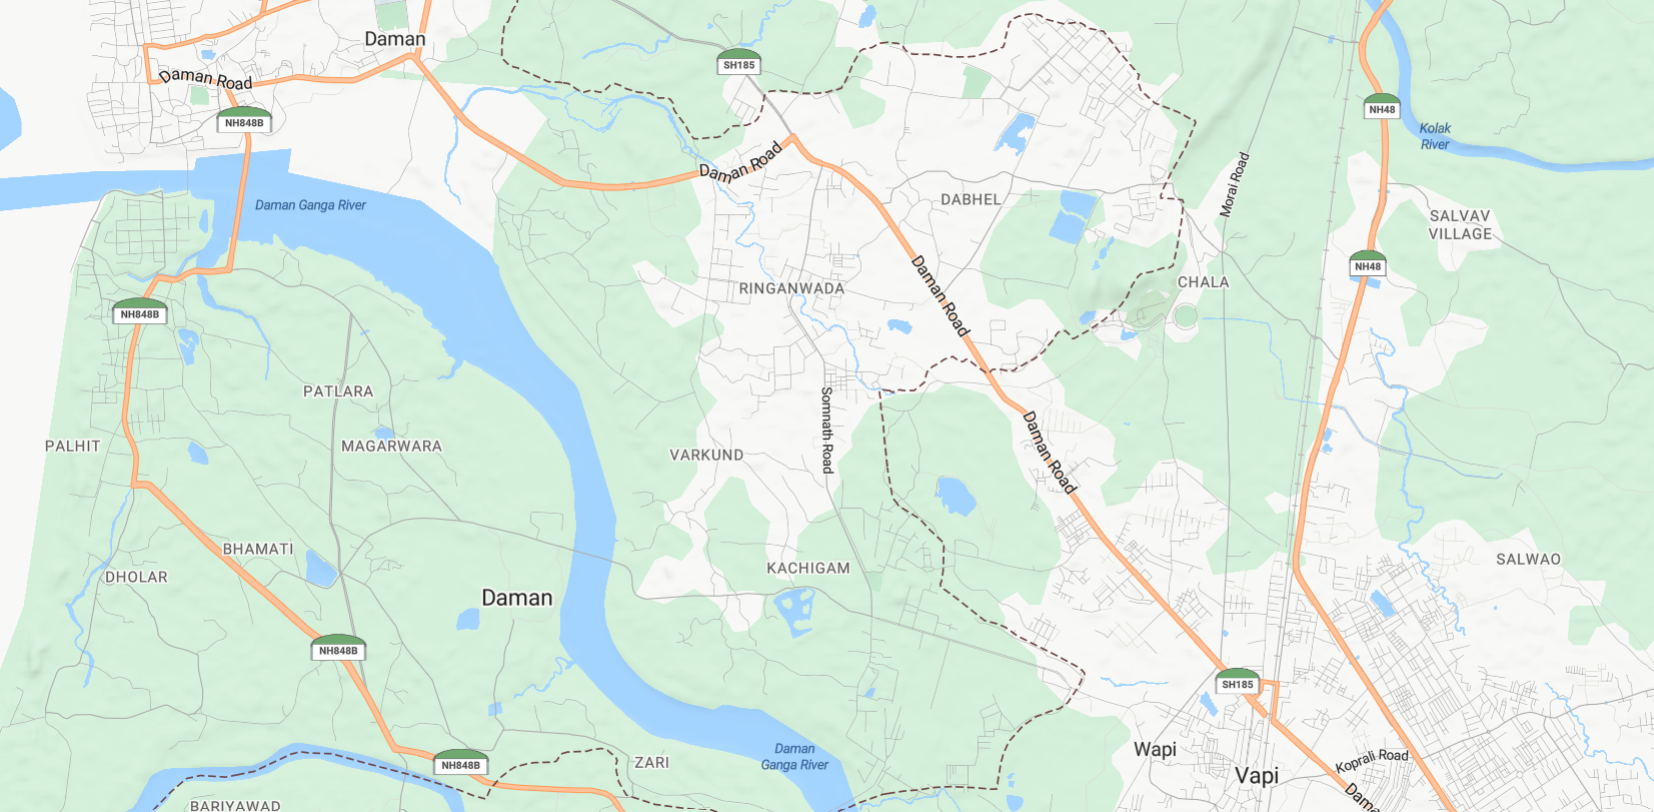 Daman
SH185
Daman Road
NH848B
NH48
Kolak
River
Daman Road
Morai Road
Daman Ganga River
DABHEL
SALVAV
VILLAGE
NH48
Daman Road
CHALA
RINGANWADA
NH848B
PATLARA
Somnath Road
Daman Road
PALHIT
MAGARWARA
VARKUND
BHAMATI
SALWAO
KACHIGAM
DHOLAR
Daman
NH848B
SH185
Daman
Ganga River
Wapi
Koprali Road
NH848B
ZARI
Vapi
Dama
BARIYAWAD